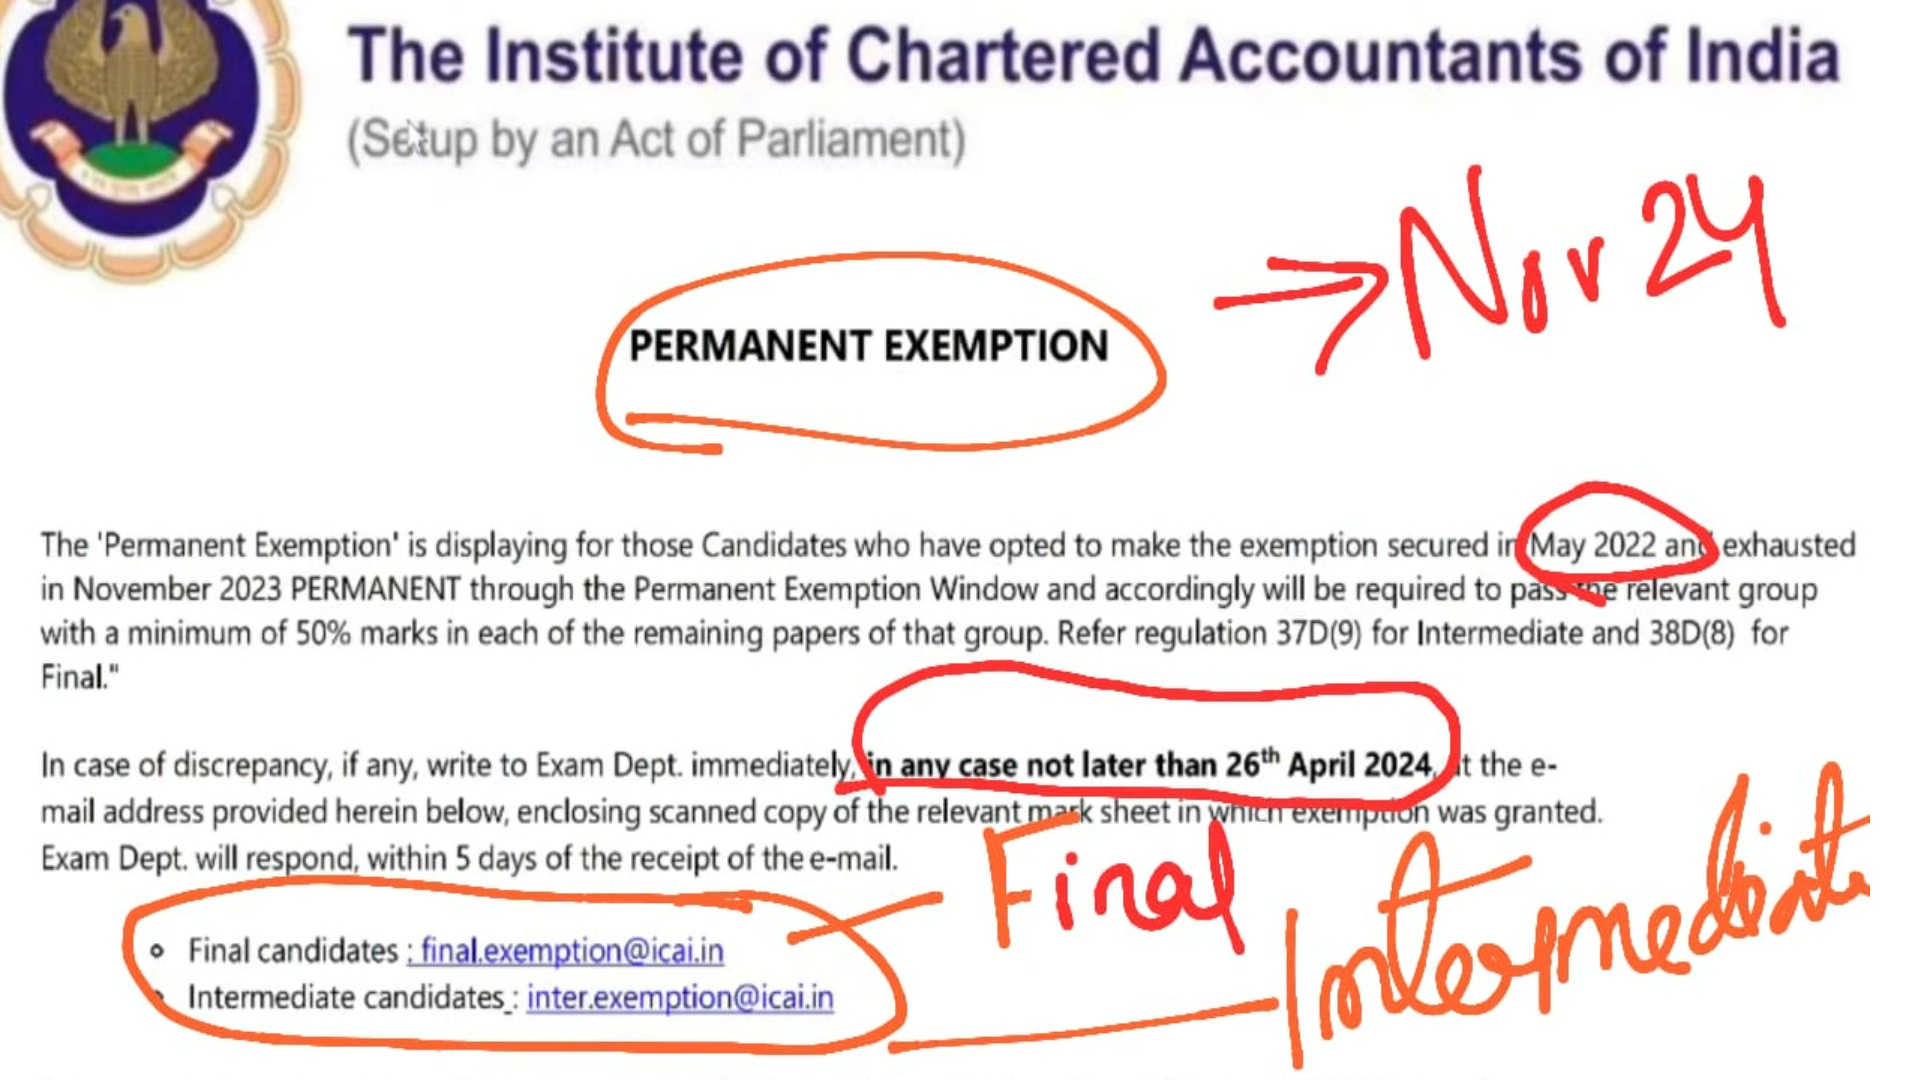 The Institute of Chartered Accountants of India
(Setup by an Act of Parliament)
→ Nov 24
PERMANENT EXEMPTION
The 'Permanent Exemption' is displaying for those Candidates who have opted to make the exemption secured in May 2022 and exhausted
in November 2023 PERMANENT through the Permanent Exemption Window and accordingly will be required to pass the relevant group
with a minimum of 50% marks in each of the remaining papers of that group. Refer regulation 37D(9) for Intermediate and 38D(8) for
Final."
In case of discrepancy, if any, write to Exam Dept. immediately, in any case not later than 26th April 2024, at the e-
mail address provided herein below, enclosing scanned copy of the relevant mark sheet in which exemption was granted.
Exam Dept. will respond, within 5 days of the receipt of the e-mail.
Final
Final candidates : final.exemption@icai.in
Intermediate candidates : inter.exemption@icai.in
Intermediate